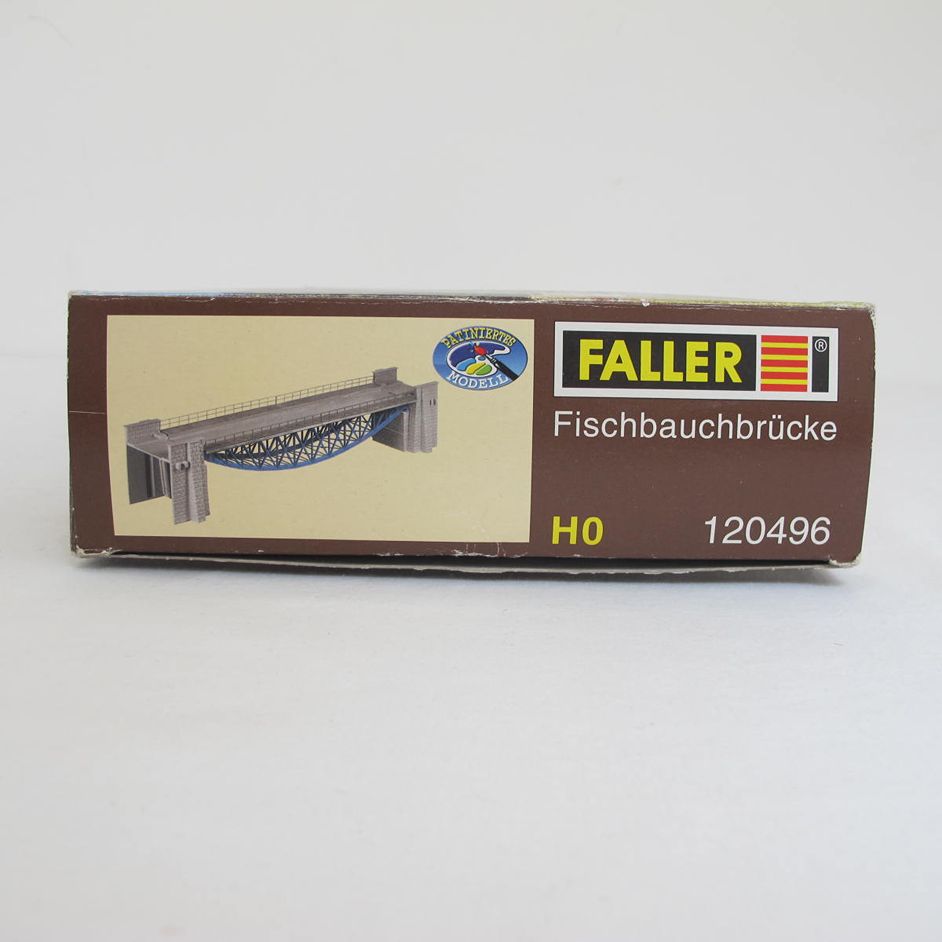 PATINIERTES
MODELL
FALLER ®
Fischbauchbrücke
H0 120496